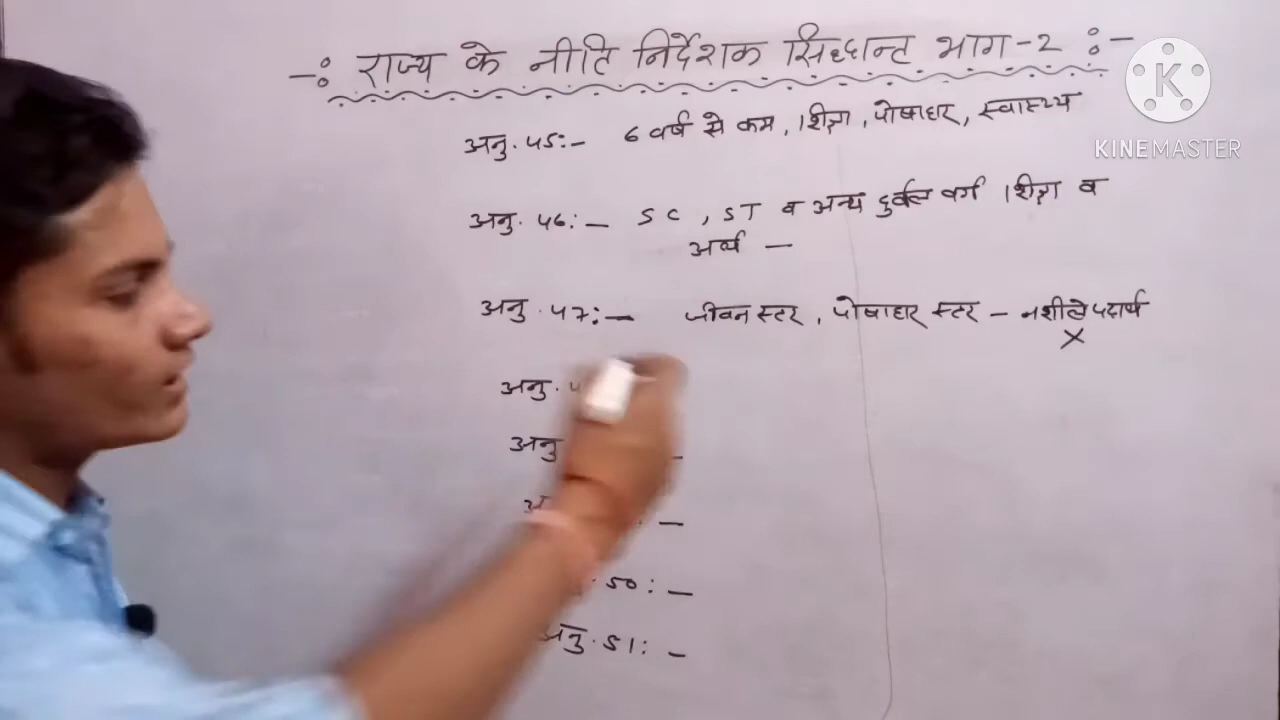 -: राज्य के नीति निर्देशक सिध्दान्त भाग-2 :-
अनु. 45:- 6 वर्ष से कम, शिक्षा, पोषाहार, स्वास्थ्य
अनु. 46:- SC, ST व अन्य दुर्बल वर्ग शिक्षा व
अर्थ -
अनु. 47:- जीवन स्तर, पोषाहार स्तर - नशीले पदार्थ
X
अनु. 4
अनु
अ : -
. 50: -
अनु. 51: -
K
KINEMASTER